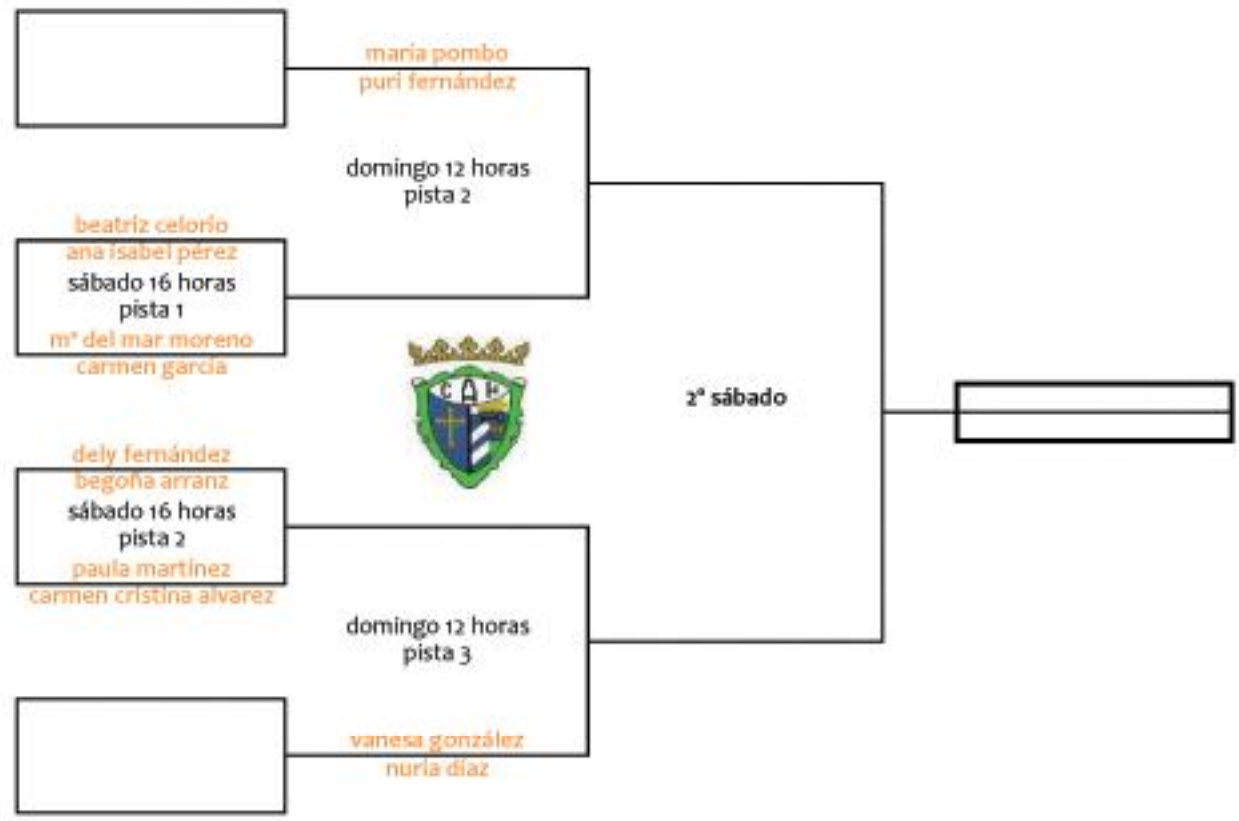 maria pombo
puri fernández
domingo 12 horas
pista 2
beatriz celorio
ana isabel pérez
sábado 16 horas
pista 1
mª del mar moreno
carmen garcía
C A P
2º sábado
dely fernández
begoña arranz
sábado 16 horas
pista 2
paula martínez
carmen cristina alvarez
domingo 12 horas
pista 3
vanesa gonzález
nuria díaz